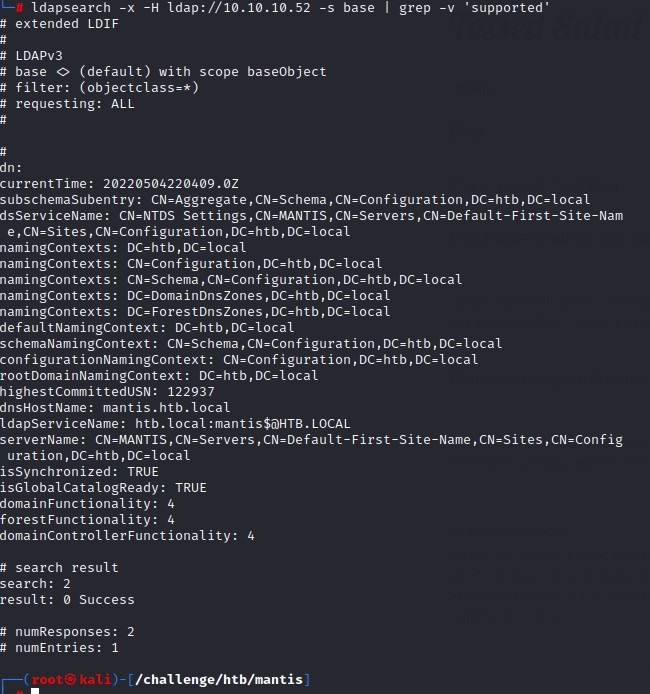 └─# ldapsearch -x -H ldap://10.10.10.52 -s base | grep -v 'supported'
# extended LDIF
#
# LDAPv3
# base <> (default) with scope baseObject
# filter: (objectclass=*)
# requesting: ALL
#
#
dn:
currentTime: 20220504220409.0Z
subschemaSubentry: CN=Aggregate,CN=Schema,CN=Configuration,DC=htb,DC=local
dsServiceName: CN=NTDS Settings,CN=MANTIS,CN=Servers,CN=Default-First-Site-Nam
 e,CN=Sites,CN=Configuration,DC=htb,DC=local
namingContexts: DC=htb,DC=local
namingContexts: CN=Configuration,DC=htb,DC=local
namingContexts: CN=Schema,CN=Configuration,DC=htb,DC=local
namingContexts: DC=DomainDnsZones,DC=htb,DC=local
namingContexts: DC=ForestDnsZones,DC=htb,DC=local
defaultNamingContext: DC=htb,DC=local
schemaNamingContext: CN=Schema,CN=Configuration,DC=htb,DC=local
configurationNamingContext: CN=Configuration,DC=htb,DC=local
rootDomainNamingContext: DC=htb,DC=local
highestCommittedUSN: 122937
dnsHostName: mantis.htb.local
ldapServiceName: htb.local:mantis$@HTB.LOCAL
serverName: CN=MANTIS,CN=Servers,CN=Default-First-Site-Name,CN=Sites,CN=Config
 uration,DC=htb,DC=local
isSynchronized: TRUE
isGlobalCatalogReady: TRUE
domainFunctionality: 4
forestFunctionality: 4
domainControllerFunctionality: 4
# search result
search: 2
result: 0 Success
# numResponses: 2
# numEntries: 1
┌──(root㉿kali)-[/challenge/htb/mantis]
└─#
Tossed Salad